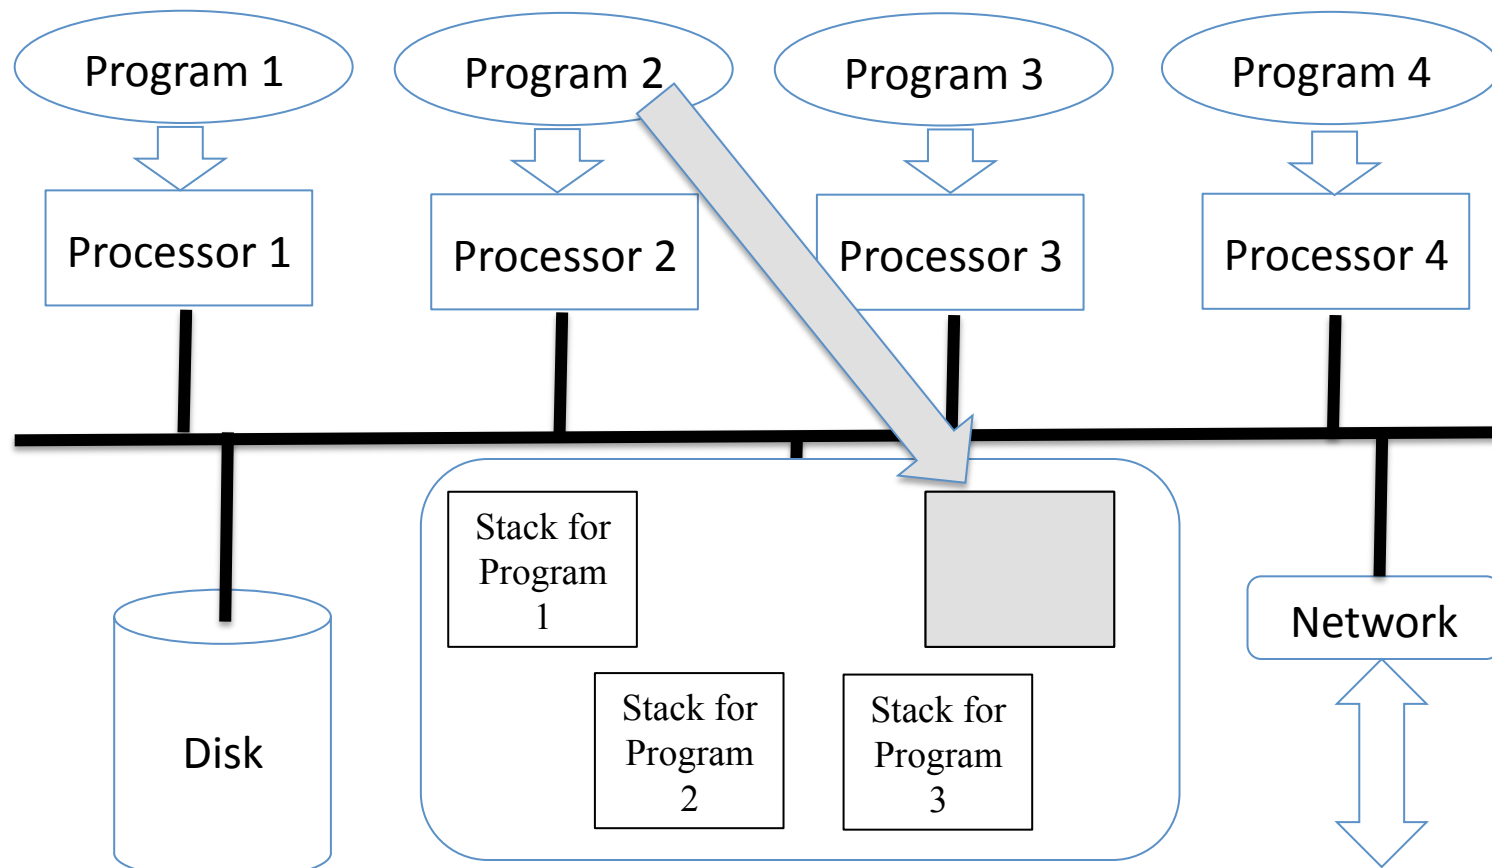 Program 1
Program 2
Program 3
Program 4
Processor 1
Processor 2
Processor 3
Processor 4
Stack for
Program
1
Network
Disk
Stack for
Program
2
Stack for
Program
3